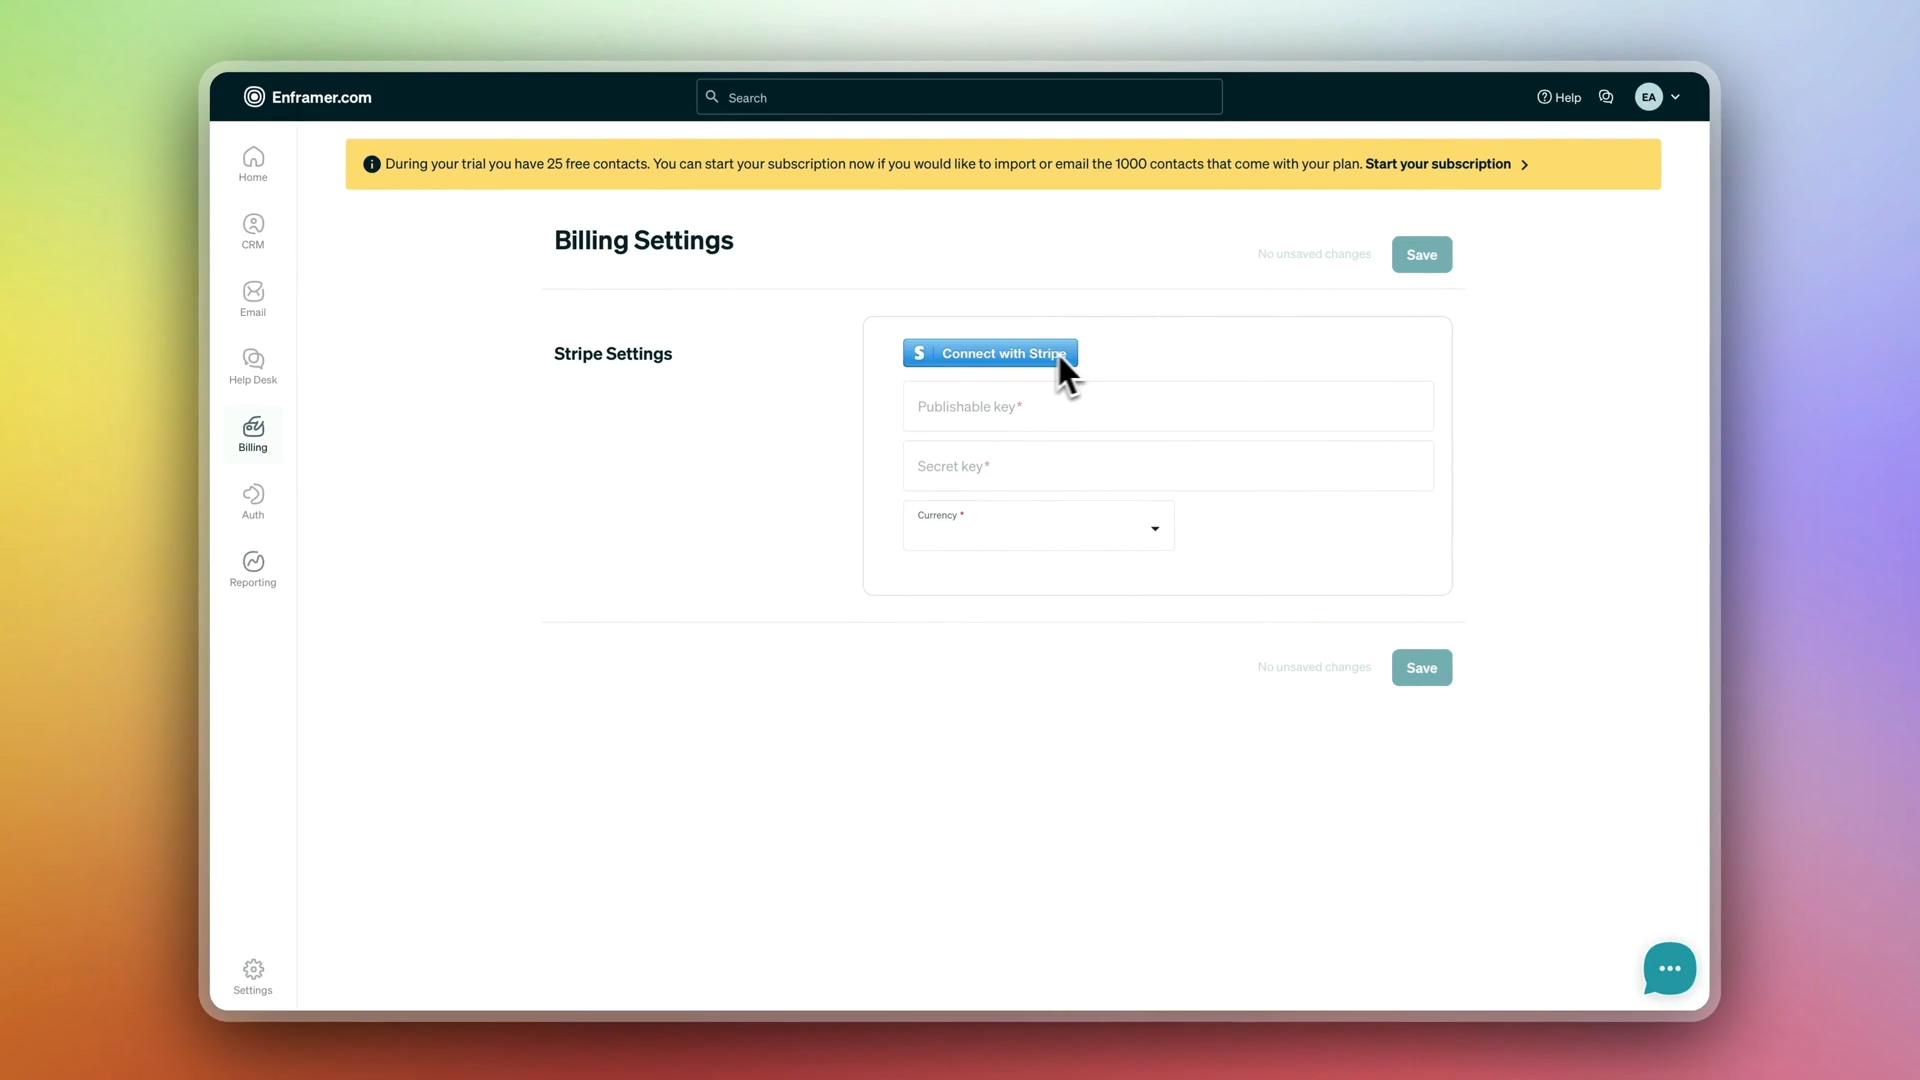 Enframer.com
Search
Help
EA
Home
CRM
Email
Help Desk
Billing
Auth
Reporting
Settings
During your trial you have 25 free contacts. You can start your subscription now if you would like to import or email the 1000 contacts that come with your plan. Start your subscription
Billing Settings
No unsaved changes
Save
Stripe Settings
S Connect with Stripe
Publishable key*
Secret key*
Currency *
No unsaved changes
Save